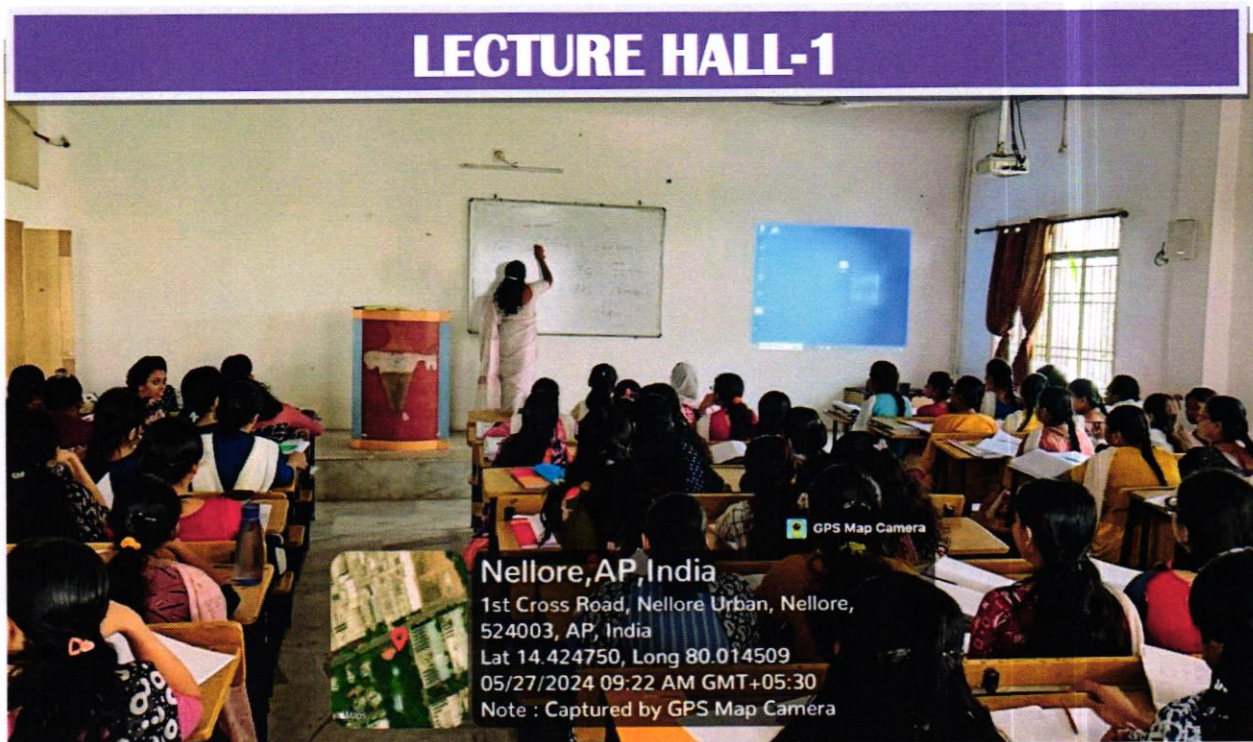 LECTURE HALL-1
GPS Map Camera
Nellore,AP,India
1st Cross Road, Nellore Urban, Nellore,
524003, AP, India
Lat 14.424750, Long 80.014509
05/27/2024 09:22 AM GMT+05:30
Note : Captured by GPS Map Camera